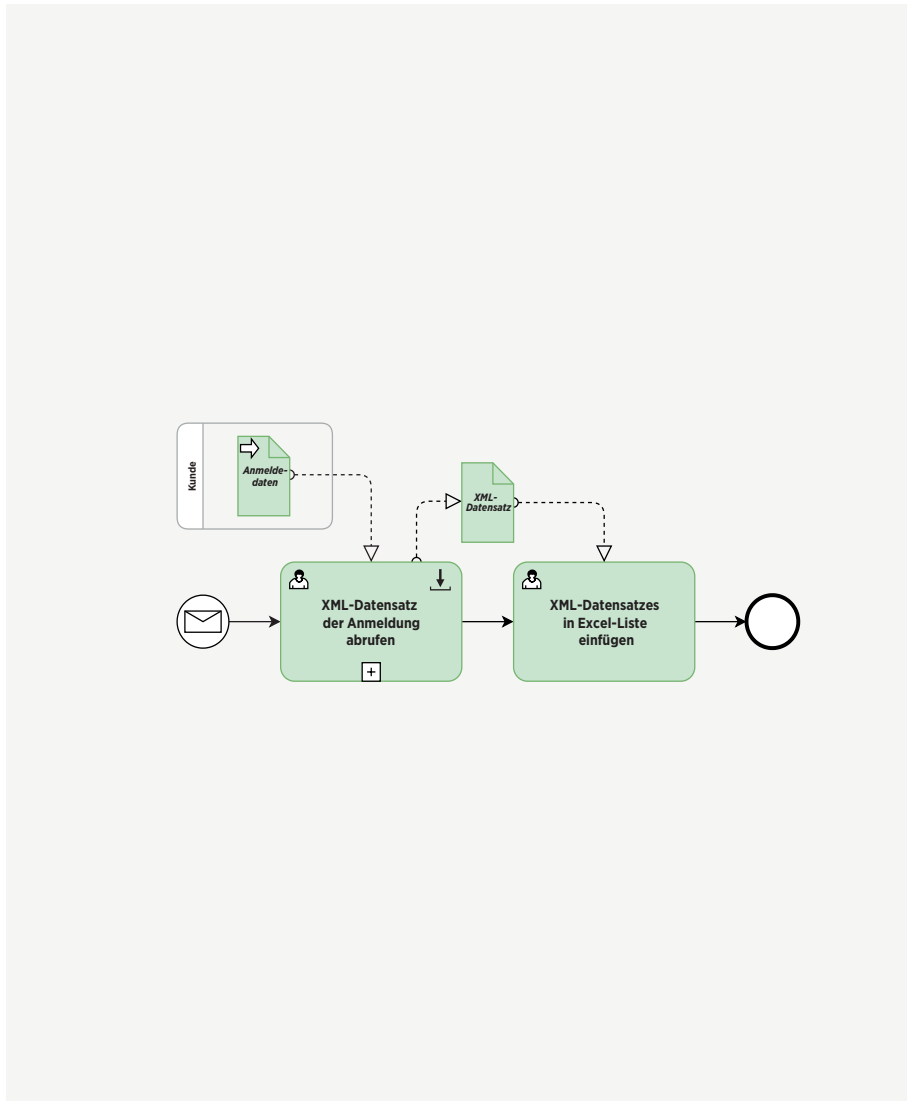 Kunde
Anmelde-
daten
XML-
Datensatz
XML-Datensatz
der Anmeldung
abrufen
XML-Datensatzes
in Excel-Liste
einfügen